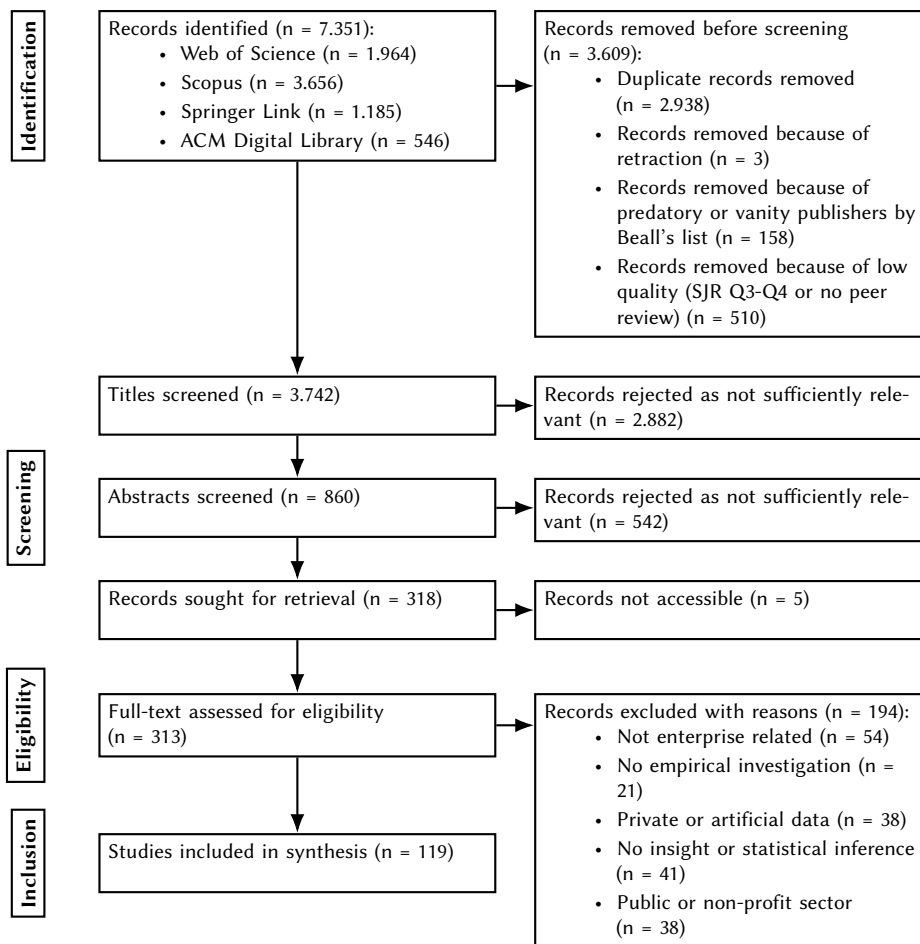 Identification
Records identified (n = 7.351):
• Web of Science (n = 1.964)
• Scopus (n = 3.656)
• Springer Link (n = 1.185)
• ACM Digital Library (n = 546)
Records removed before screening
(n = 3.609):
• Duplicate records removed
(n = 2.938)
• Records removed because of
retraction (n = 3)
• Records removed because of
predatory or vanity publishers by
Beall's list (n = 158)
• Records removed because of low
quality (SJR Q3-Q4 or no peer
review) (n = 510)
Screening
Titles screened (n = 3.742)
Records rejected as not sufficiently rele-
vant (n = 2.882)
Abstracts screened (n = 860)
Records rejected as not sufficiently rele-
vant (n = 542)
Records sought for retrieval (n = 318)
Records not accessible (n = 5)
Eligibility
Full-text assessed for eligibility
(n = 313)
Records excluded with reasons (n = 194):
• Not enterprise related (n = 54)
• No empirical investigation (n =
21)
• Private or artificial data (n = 38)
• No insight or statistical inference
(n = 41)
• Public or non-profit sector
(n = 38)
Inclusion
Studies included in synthesis (n = 119)